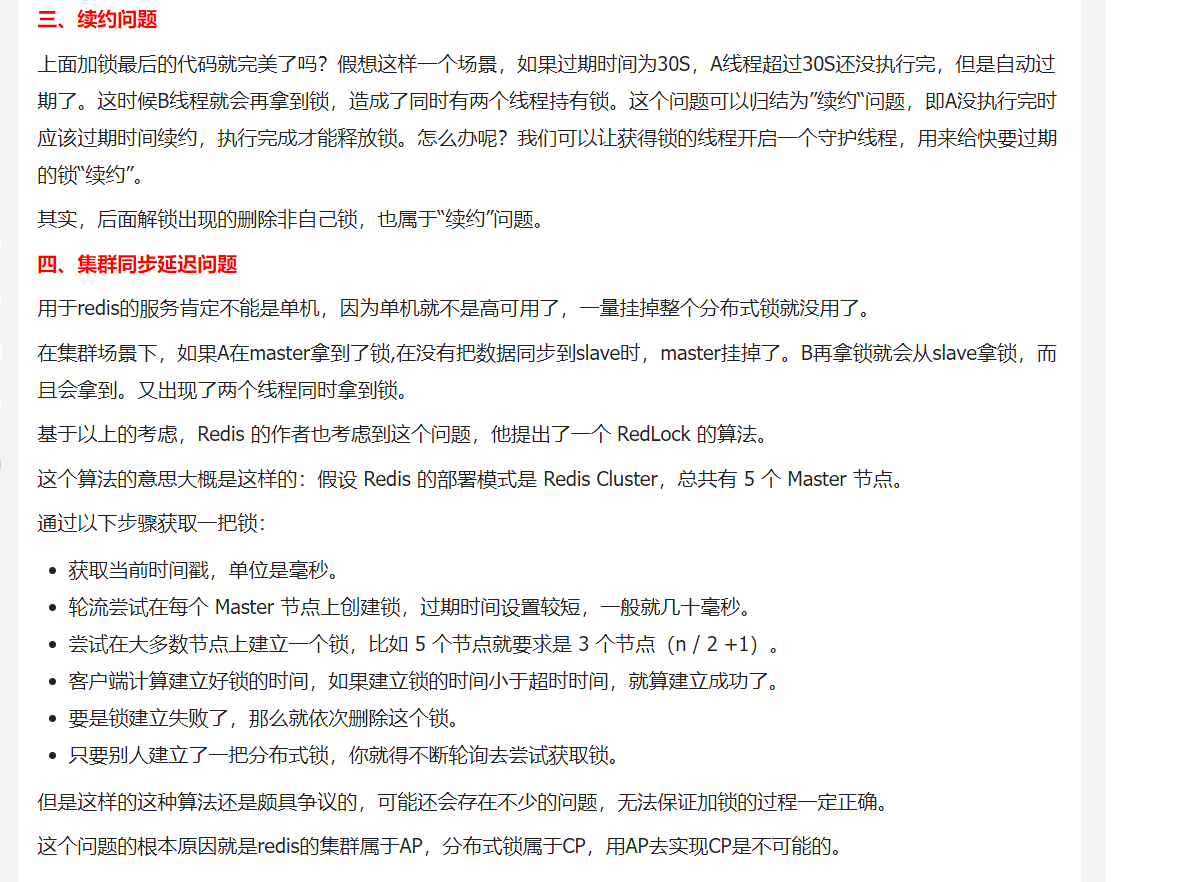 三、续约问题
上面加锁最后的代码就完美了吗？假想这样一个场景，如果过期时间为30S，A线程超过30S还没执行完，但是自动过
期了。这时候B线程就会再拿到锁，造成了同时有两个线程持有锁。这个问题可以归结为”续约“问题，即A没执行完时
应该过期时间续约，执行完成才能释放锁。怎么办呢？我们可以让获得锁的线程开启一个守护线程，用来给快要过期
的锁“续约”。
其实，后面解锁出现的删除非自己锁，也属于“续约”问题。
四、集群同步延迟问题
用于redis的服务肯定不能是单机，因为单机就不是高可用了，一量挂掉整个分布式锁就没用了。
在集群场景下，如果A在master拿到了锁,在没有把数据同步到slave时，master挂掉了。B再拿锁就会从slave拿锁，而
且会拿到。又出现了两个线程同时拿到锁。
基于以上的考虑，Redis 的作者也考虑到这个问题，他提出了一个 RedLock 的算法。
这个算法的意思大概是这样的：假设 Redis 的部署模式是 Redis Cluster，总共有 5 个 Master 节点。
通过以下步骤获取一把锁：
• 获取当前时间戳，单位是毫秒。
• 轮流尝试在每个 Master 节点上创建锁，过期时间设置较短，一般就几十毫秒。
• 尝试在大多数节点上建立一个锁，比如 5 个节点就要求是 3 个节点（n / 2 +1）。
• 客户端计算建立好锁的时间，如果建立锁的时间小于超时时间，就算建立成功了。
• 要是锁建立失败了，那么就依次删除这个锁。
• 只要别人建立了一把分布式锁，你就得不断轮询去尝试获取锁。
但是这样的这种算法还是颇具争议的，可能还会存在不少的问题，无法保证加锁的过程一定正确。
这个问题的根本原因就是redis的集群属于AP，分布式锁属于CP，用AP去实现CP是不可能的。